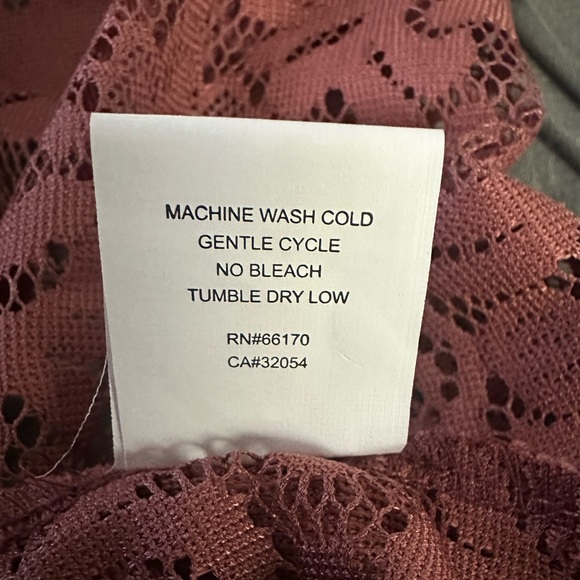 MACHINE WASH COLD
GENTLE CYCLE
NO BLEACH
TUMBLE DRY LOW
RN#66170
CA#32054